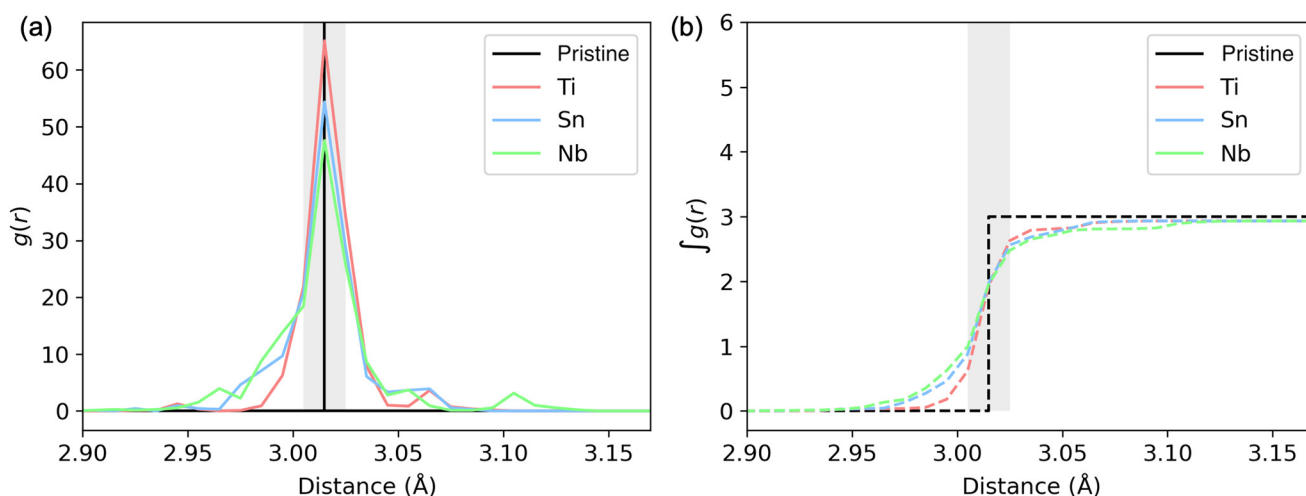 (a)
60
50
40
30
20
10
0
g(r)
2.90 2.95 3.00 3.05 3.10 3.15
Distance (Å)
Pristine
Ti
Sn
Nb
(b)
6
5
4
3
2
1
0
∫g(r)
2.90 2.95 3.00 3.05 3.10 3.15
Distance (Å)
Pristine
Ti
Sn
Nb